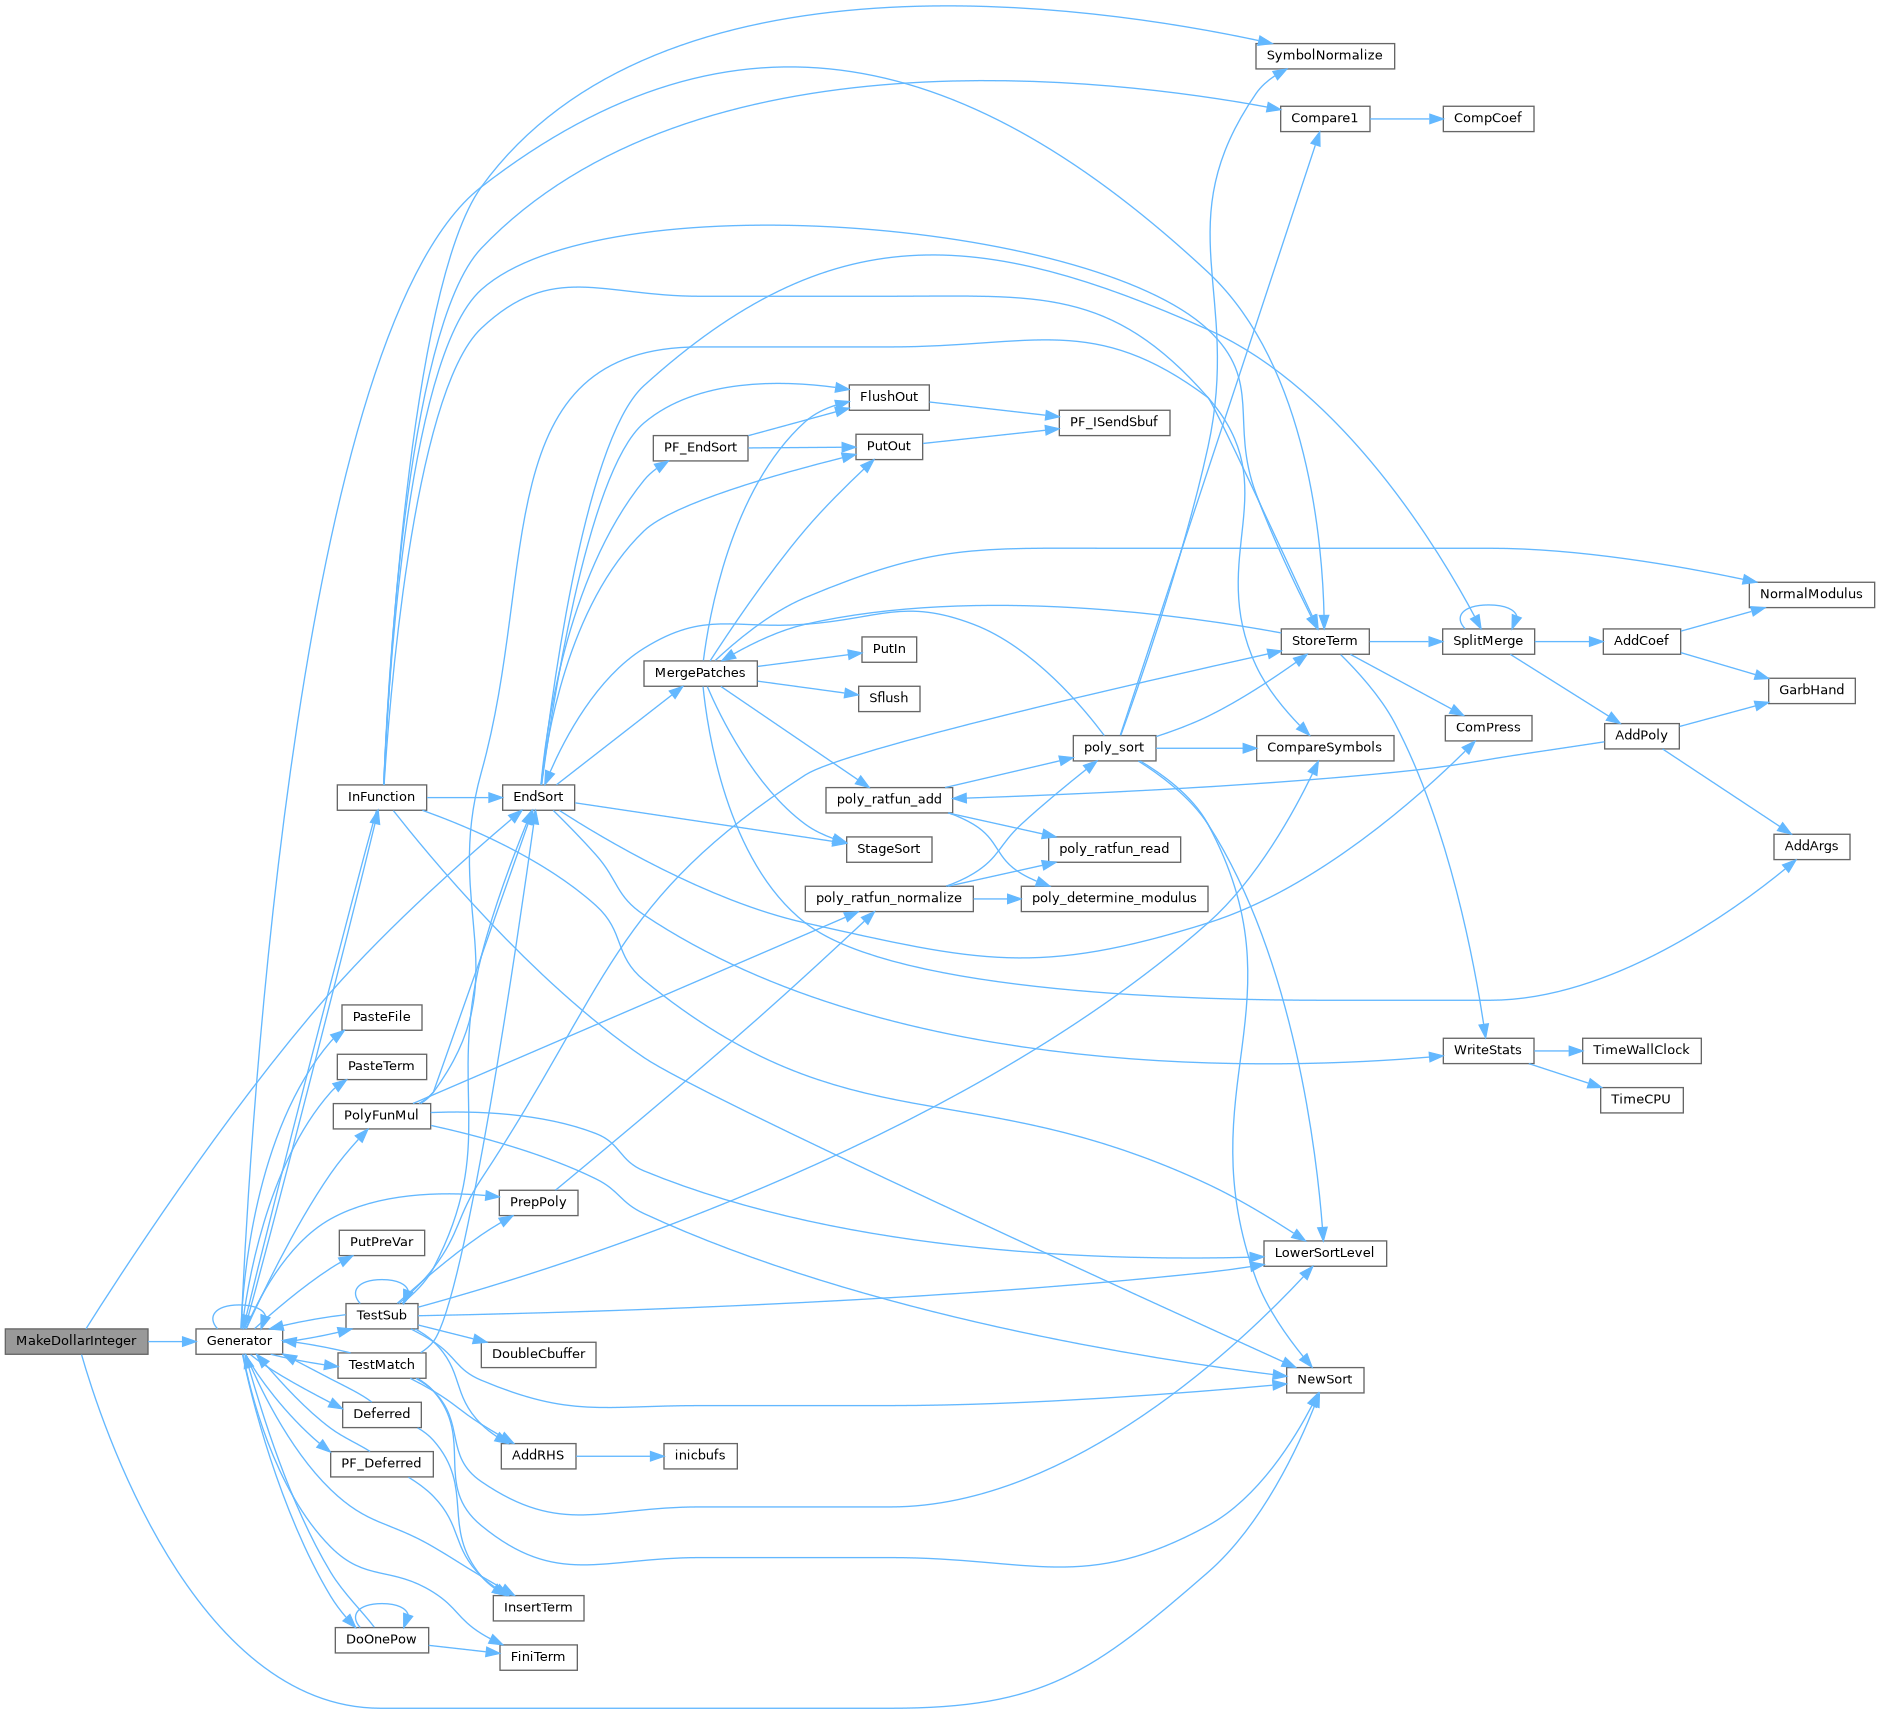 SymbolNormalize
Compare1
CompCoef
FlushOut
PF_ISendSbuf
PF_EndSort
PutOut
NormalModulus
StoreTerm
SplitMerge
AddCoef
PutIn
MergePatches
GarbHand
Sflush
ComPress
AddPoly
poly_sort
CompareSymbols
InFunction
EndSort
poly_ratfun_add
StageSort
poly_ratfun_read
AddArgs
poly_ratfun_normalize
poly_determine_modulus
PasteFile
WriteStats
TimeWallClock
PasteTerm
TimeCPU
PolyFunMul
PrepPoly
PutPreVar
LowerSortLevel
TestSub
MakeDollarInteger
Generator
DoubleCbuffer
TestMatch
NewSort
Deferred
AddRHS
inicbufs
PF_Deferred
InsertTerm
DoOnePow
FiniTerm